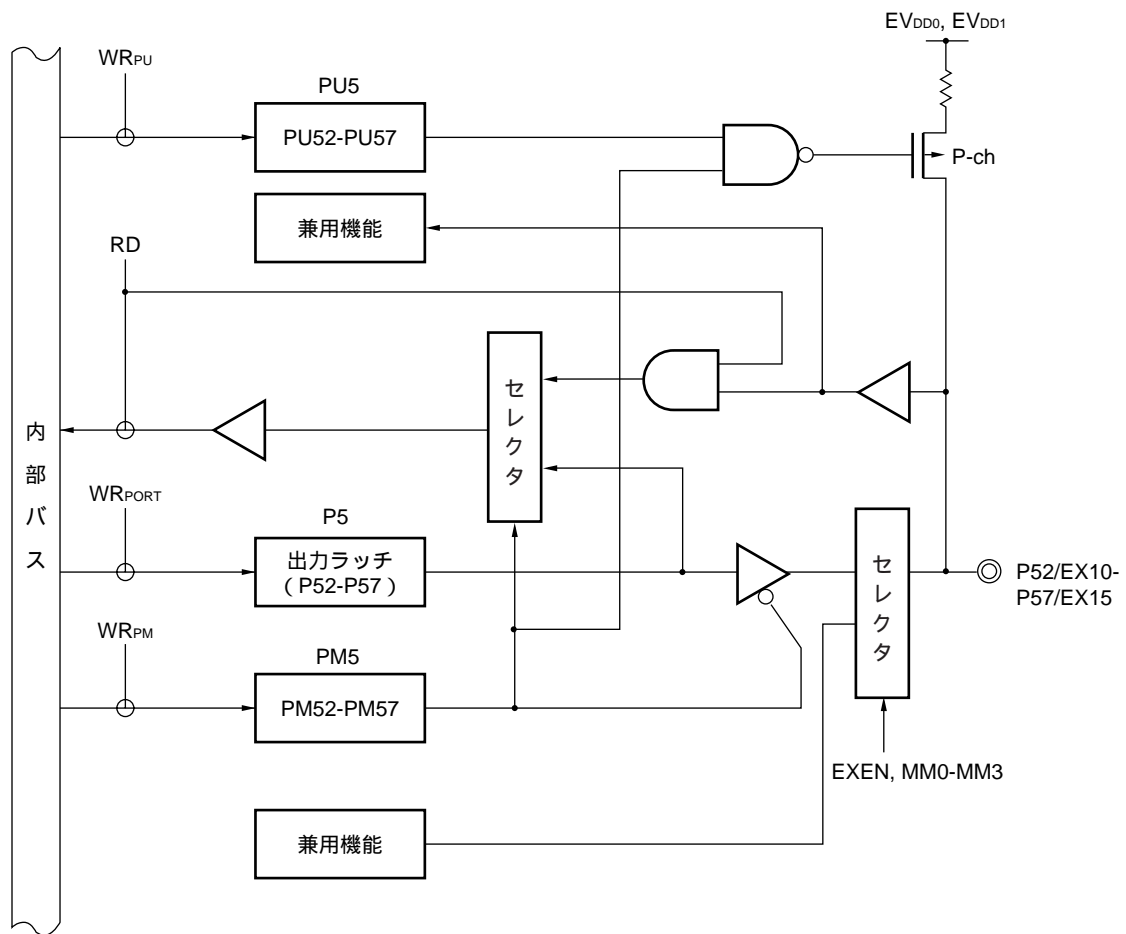 EVDD0, EVDD1
WRPU
PU5
PU52-PU57
P-ch
兼用機能
RD
セレクタ
内部バス
WRPORT
P5
出力ラッチ
（P52-P57）
セレクタ
P52/EX10-
P57/EX15
WRPM
PM5
PM52-PM57
EXEN, MM0-MM3
兼用機能